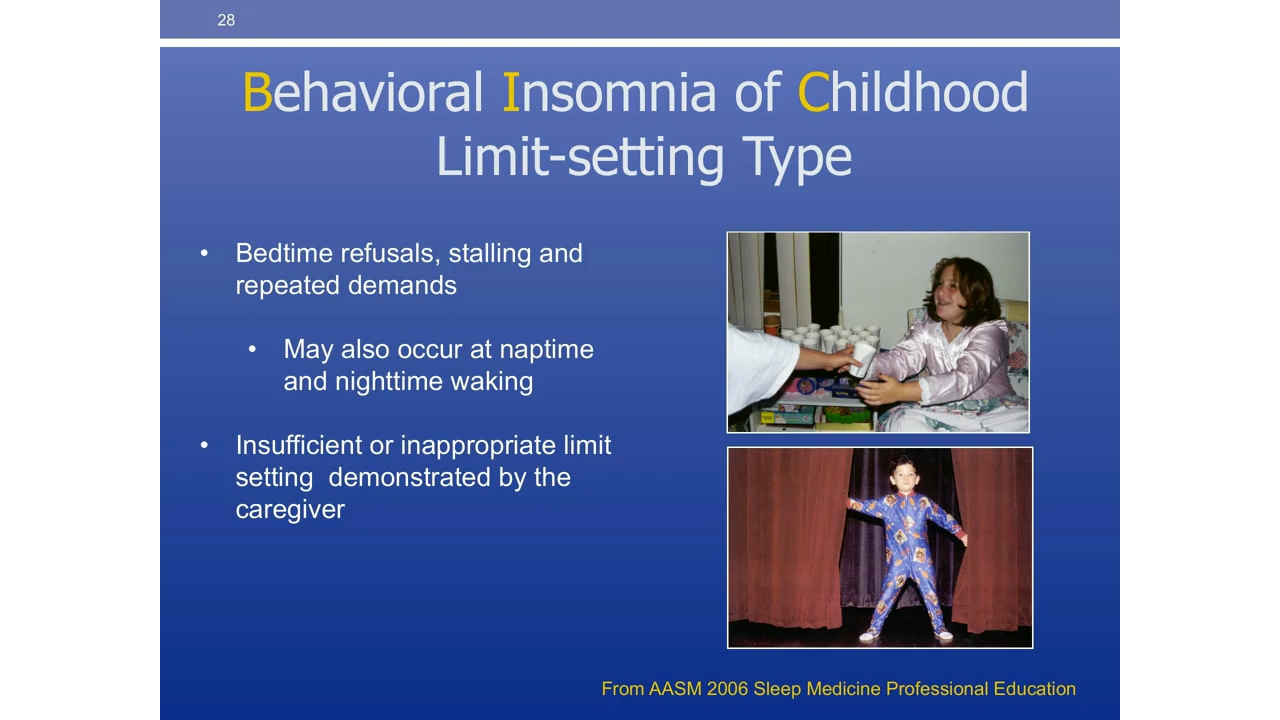 28
Behavioral Insomnia of Childhood
Limit-setting Type
• Bedtime refusals, stalling and
repeated demands
• May also occur at naptime
and nighttime waking
• Insufficient or inappropriate limit
setting  demonstrated by the
caregiver
From AASM 2006 Sleep Medicine Professional Education